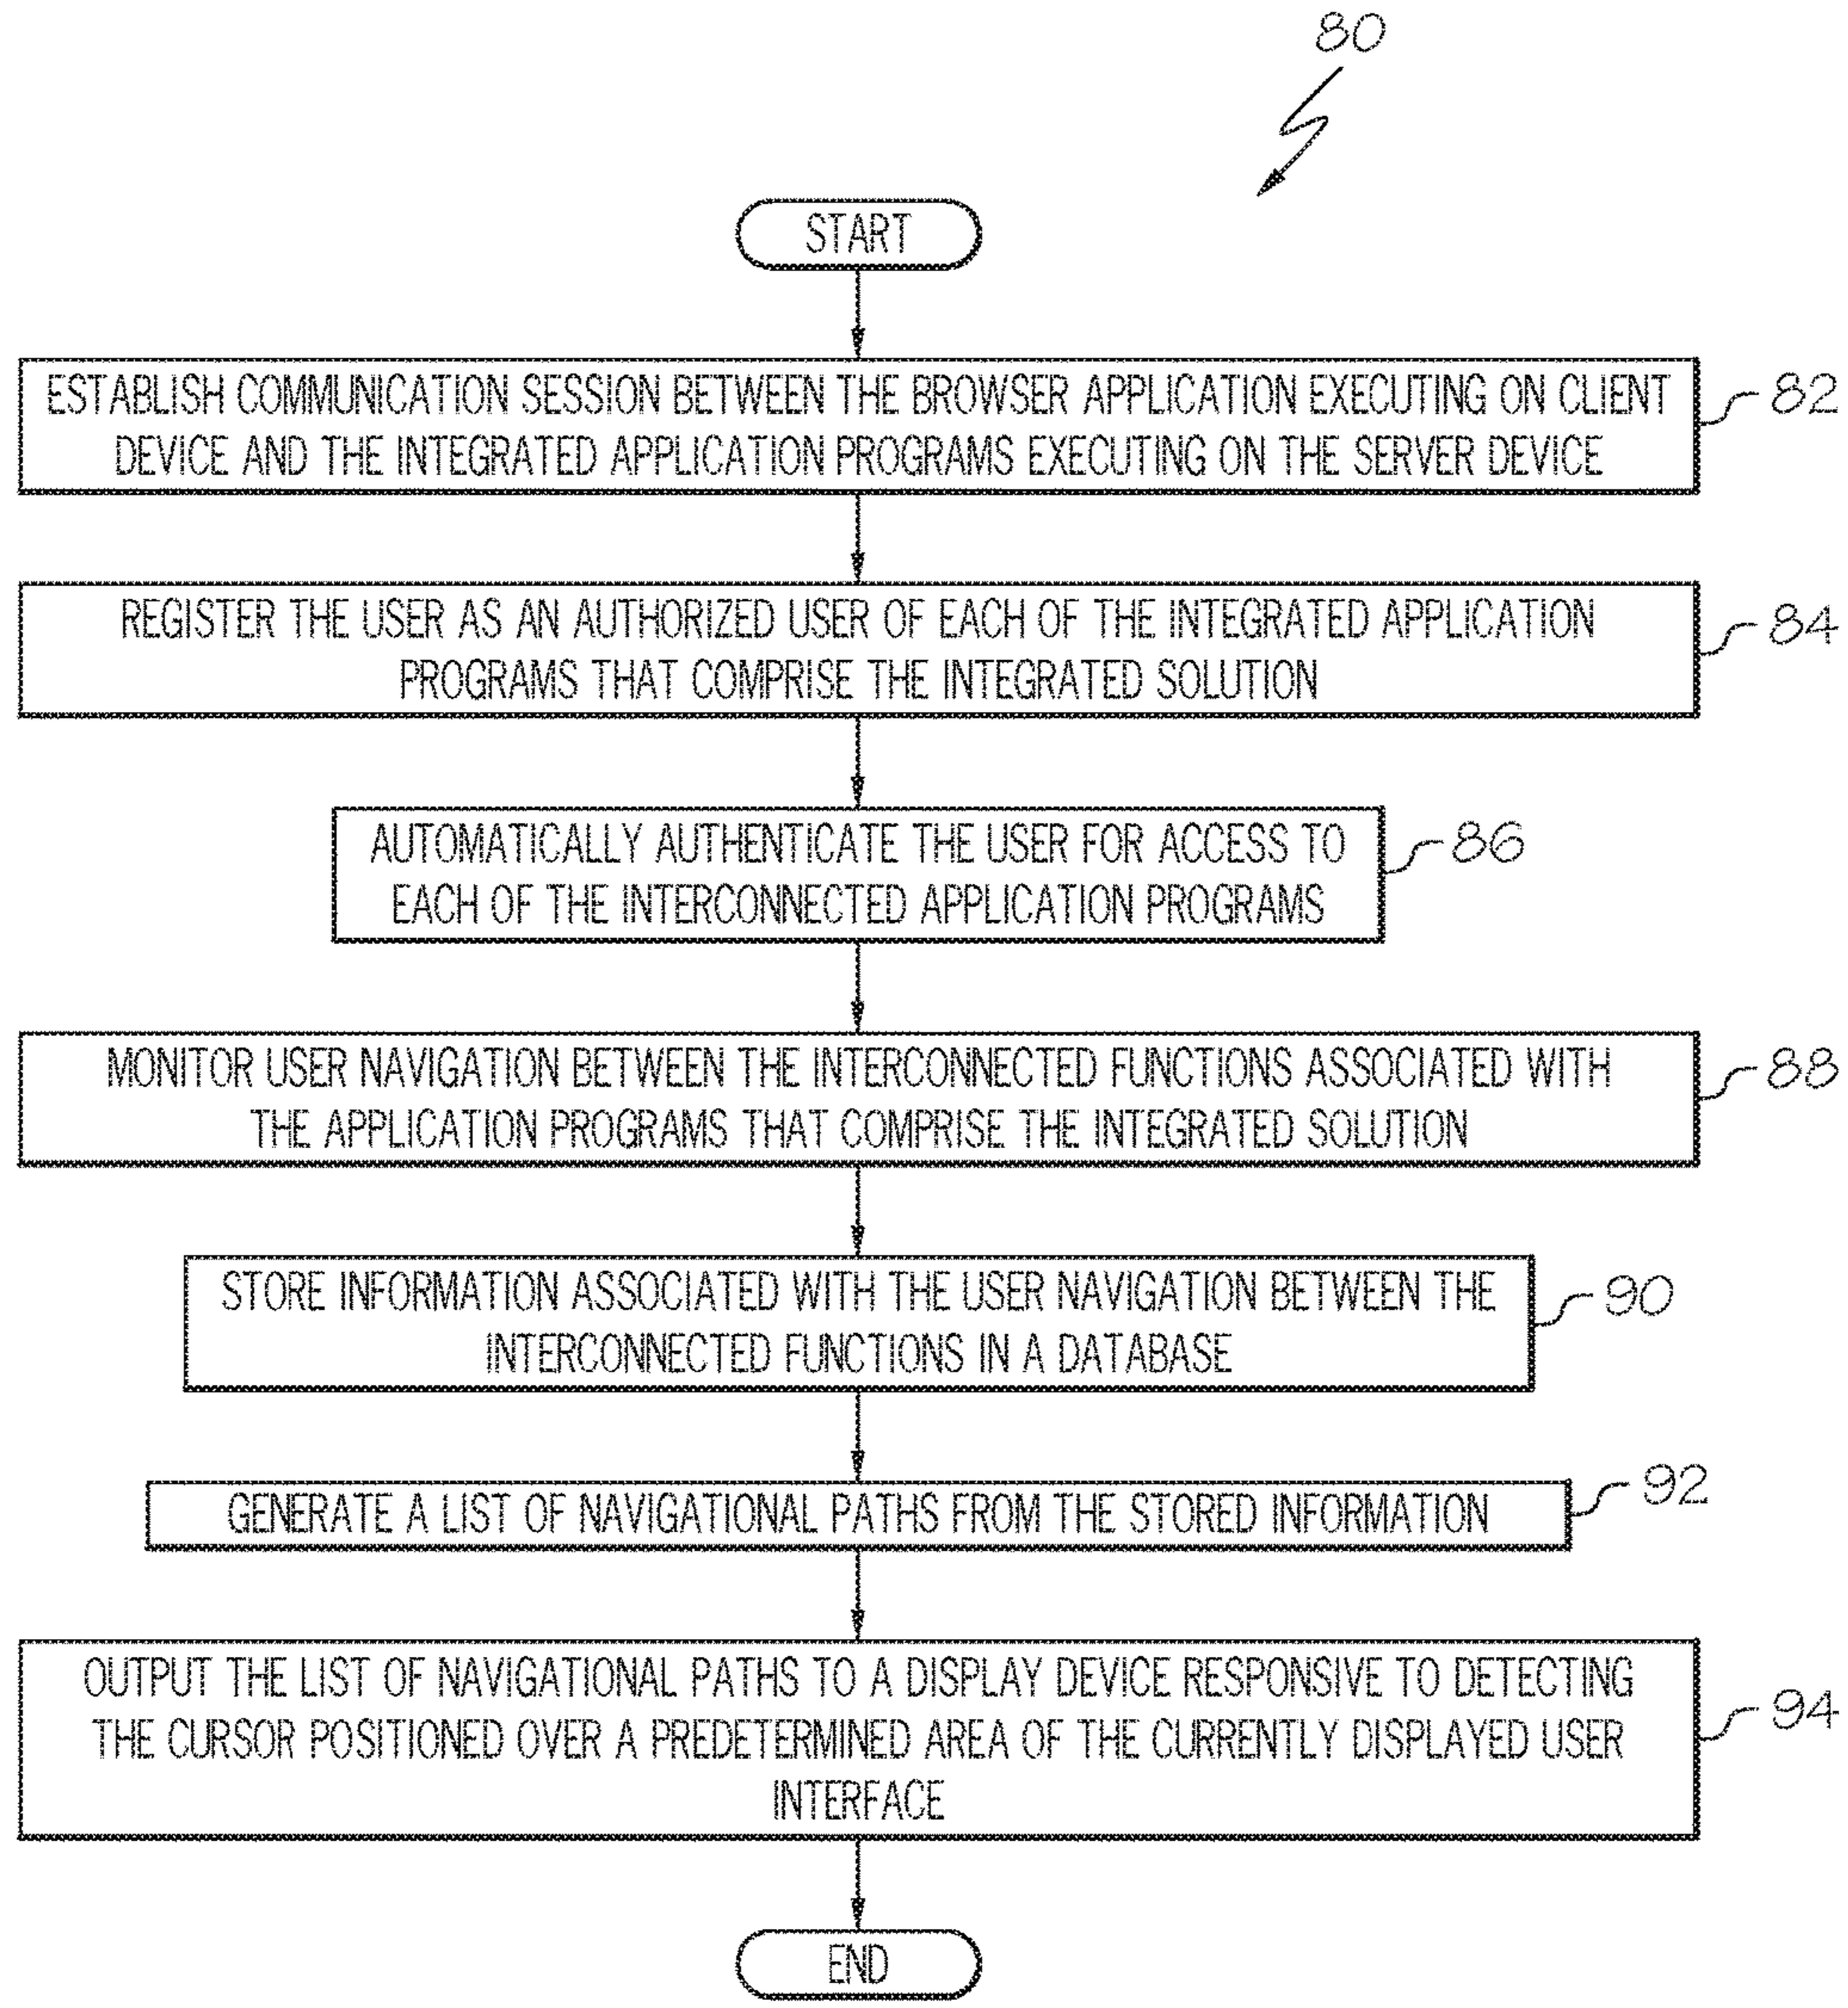 80
START
ESTABLISH COMMUNICATION SESSION BETWEEN THE BROWSER APPLICATION EXECUTING ON CLIENT
DEVICE AND THE INTEGRATED APPLICATION PROGRAMS EXECUTING ON THE SERVER DEVICE
82
REGISTER THE USER AS AN AUTHORIZED USER OF EACH OF THE INTEGRATED APPLICATION
PROGRAMS THAT COMPRISE THE INTEGRATED SOLUTION
84
AUTOMATICALLY AUTHENTICATE THE USER FOR ACCESS TO
EACH OF THE INTERCONNECTED APPLICATION PROGRAMS
86
MONITOR USER NAVIGATION BETWEEN THE INTERCONNECTED FUNCTIONS ASSOCIATED WITH
THE APPLICATION PROGRAMS THAT COMPRISE THE INTEGRATED SOLUTION
88
STORE INFORMATION ASSOCIATED WITH THE USER NAVIGATION BETWEEN THE
INTERCONNECTED FUNCTIONS IN A DATABASE
90
GENERATE A LIST OF NAVIGATIONAL PATHS FROM THE STORED INFORMATION
92
OUTPUT THE LIST OF NAVIGATIONAL PATHS TO A DISPLAY DEVICE RESPONSIVE TO DETECTING
THE CURSOR POSITIONED OVER A PREDETERMINED AREA OF THE CURRENTLY DISPLAYED USER
INTERFACE
94
END